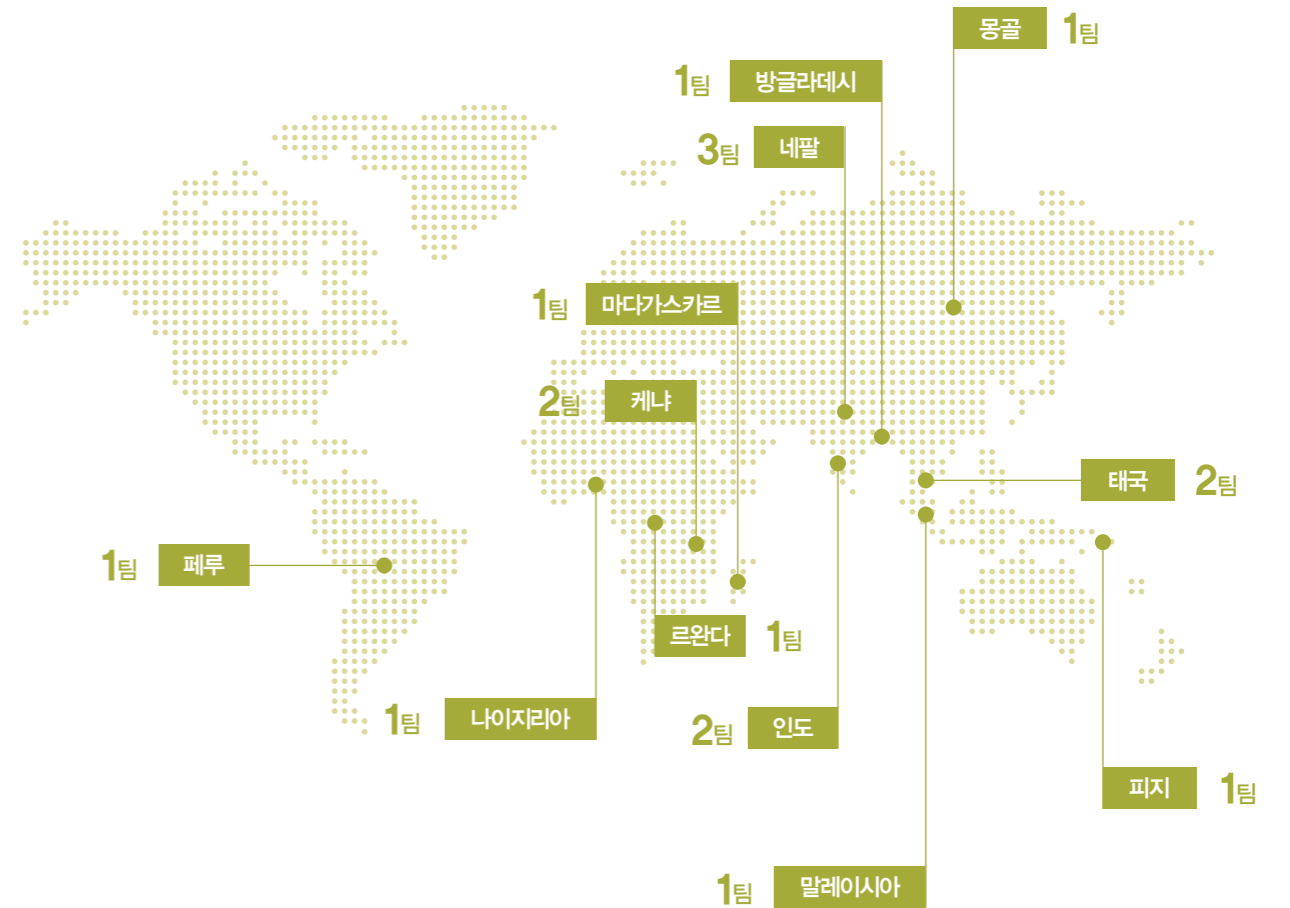 몽골 1팀
1팀 방글라데시
3팀 네팔
1팀 마다가스카르
2팀 케냐
태국 2팀
1팀 페루
르완다 1팀
1팀 나이지리아
2팀 인도
피지 1팀
1팀 말레이시아